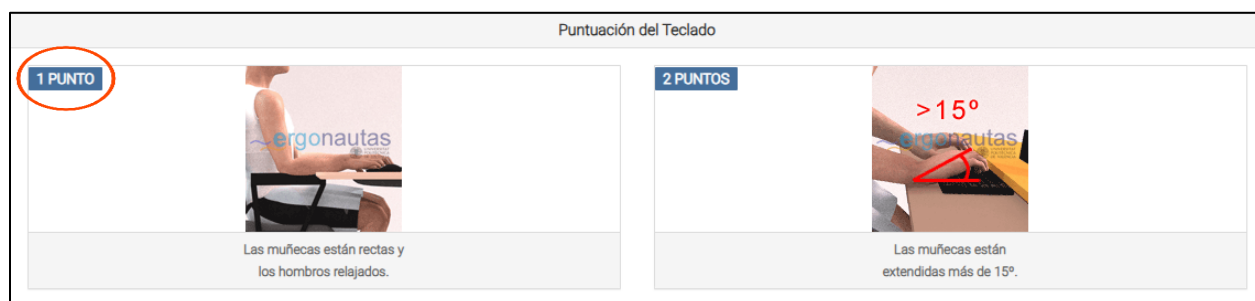 Puntuación del Teclado
1 PUNTO
ergonautas
Las muñecas están rectas y
los hombros relajados.
2 PUNTOS
>15º
ergonautas
Las muñecas están
extendidas más de 15º.